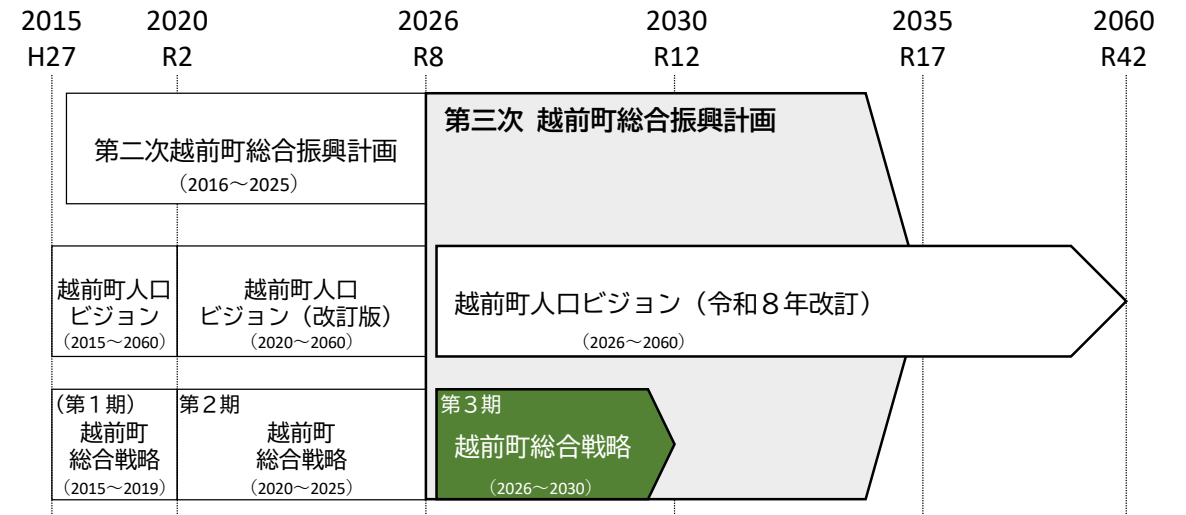 2015 2020 2026 2030 2035 2060
H27 R2 R8 R12 R17 R42
第二次越前町総合振興計画
（2016～2025）
第三次 越前町総合振興計画
越前町人口
ビジョン
（2015～2060）
越前町人口
ビジョン（改訂版）
（2020～2060）
越前町人口ビジョン（令和８年改訂）
（2026～2060）
(第１期)
越前町
総合戦略
（2015～2019）
第２期
越前町
総合戦略
（2020～2025）
第３期
越前町総合戦略
（2026～2030）